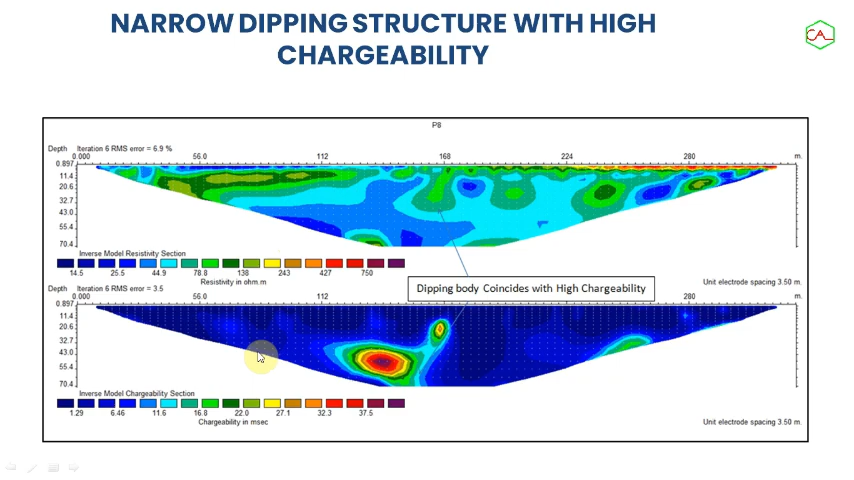 NARROW DIPPING STRUCTURE WITH HIGH
CHARGEABILITY
CAL
P8
Depth Iteration 6 RMS error = 6.9 %
0.000 56.0 112 168 224 280 m.
0.897
11.4
20.6
32.7
43.0
55.4
70.4
Inverse Model Resistivity Section
14.5 25.5 44.9 78.8 138 243 427 750
Resistivity in ohm.m
Unit electrode spacing 3.50 m.
Dipping body Coincides with High Chargeability
Depth Iteration 6 RMS error = 3.5
0.000 56.0 112 280 m.
0.897
11.4
20.6
32.7
43.0
55.4
70.4
Inverse Model Chargeability Section
1.29 6.46 11.6 16.8 22.0 27.1 32.3 37.5
Chargeability in msec
Unit electrode spacing 3.50 m.